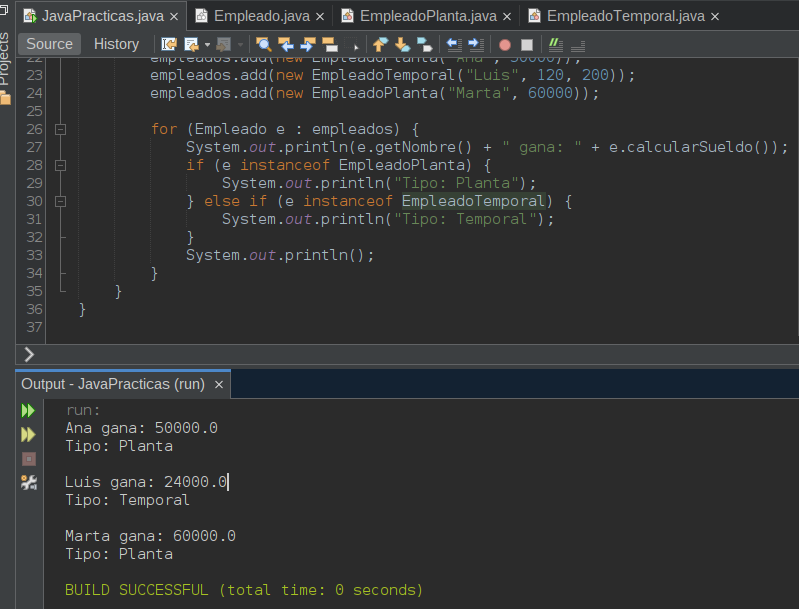 JavaPracticas.java × Empleado.java × EmpleadoPlanta.java × EmpleadoTemporal.java ×
Projects
Source History
22 empleados.add(new EmpleadoPlanta("Ana", 50000));
23 empleados.add(new EmpleadoTemporal("Luis", 120, 200));
24 empleados.add(new EmpleadoPlanta("Marta", 60000));
25
26 for (Empleado e : empleados) {
27 System.out.println(e.getNombre() + " gana: " + e.calcularSueldo());
28 if (e instanceof EmpleadoPlanta) {
29 System.out.println("Tipo: Planta");
30 } else if (e instanceof EmpleadoTemporal) {
31 System.out.println("Tipo: Temporal");
32 }
33 System.out.println();
34 }
35 }
36 }
37
Output - JavaPracticas (run) ×
run:
Ana gana: 50000.0
Tipo: Planta
Luis gana: 24000.0
Tipo: Temporal
Marta gana: 60000.0
Tipo: Planta
BUILD SUCCESSFUL (total time: 0 seconds)